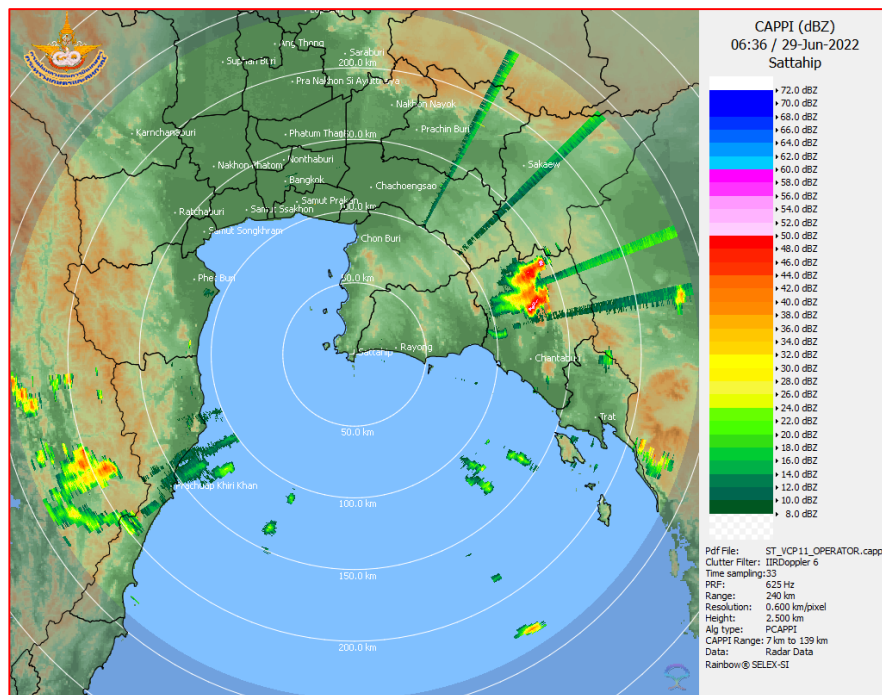 CAPPI (dBZ)
06:36 / 29-Jun-2022
Sattahip
72.0 dBZ
70.0 dBZ
68.0 dBZ
66.0 dBZ
64.0 dBZ
62.0 dBZ
60.0 dBZ
58.0 dBZ
56.0 dBZ
54.0 dBZ
52.0 dBZ
50.0 dBZ
48.0 dBZ
46.0 dBZ
44.0 dBZ
42.0 dBZ
40.0 dBZ
38.0 dBZ
36.0 dBZ
34.0 dBZ
32.0 dBZ
30.0 dBZ
28.0 dBZ
26.0 dBZ
24.0 dBZ
22.0 dBZ
20.0 dBZ
18.0 dBZ
16.0 dBZ
14.0 dBZ
12.0 dBZ
10.0 dBZ
8.0 dBZ
Pdf File: ST_VCP11_OPERATOR.capp
Clutter Filter: IIRDoppler 6
Time sampling:33
PRF: 625 Hz
Range: 240 km
Resolution: 0.600 km/pixel
Height: 2.500 km
Alg type: PCAPPI
CAPPI Range: 7 km to 139 km
Data: Radar Data
Rainbow® SELEX-SI
Ang Thong
Saraburi
Suphan Buri
200.0 km
Pra Nakhon Si Ayutthaya
Nakhon Nayok
Karnchanaburi
Phatum Thani
Prachin Buri
Nakhon Phatom
Nonthaburi
Sakaew
Bangkok
Chachoengsao
Samut Prakan
Ratchaburi
Samut Ssakhon
Samut Songkhram
Chon Buri
Phet Buri
50.0 km
Sattahip
Rayong
Chantaburi
Trat
50.0 km
Prachuap Khiri Khan
100.0 km
150.0 km
200.0 km